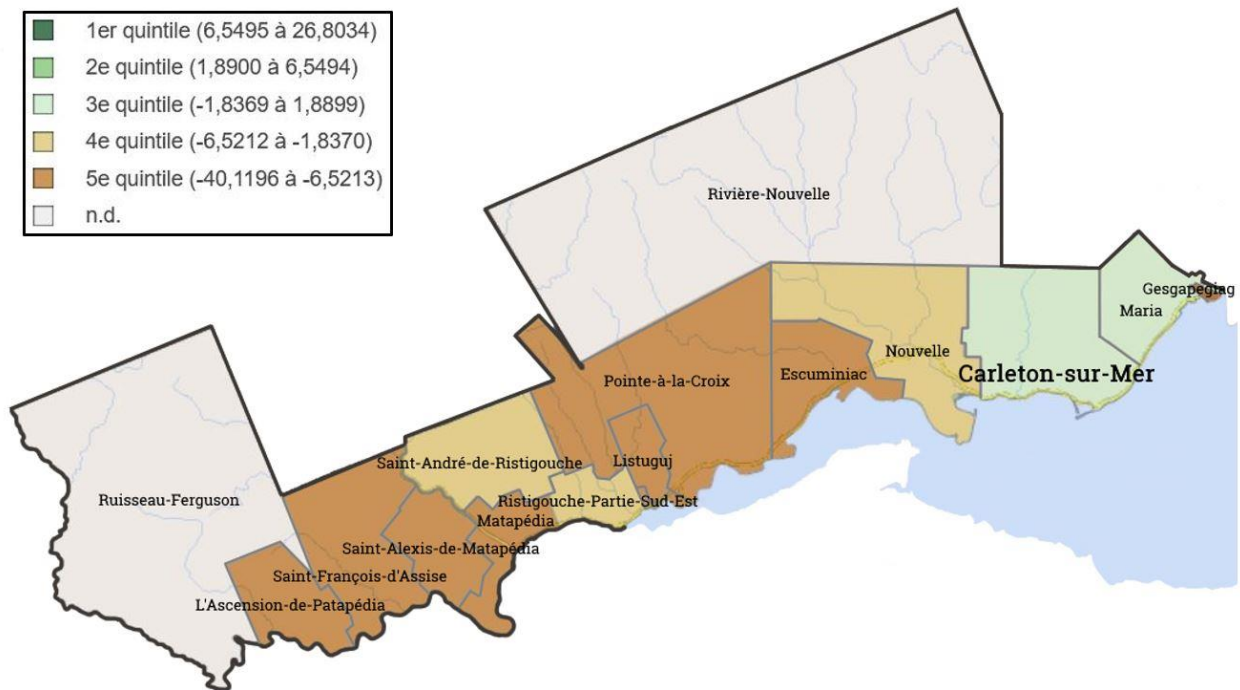 1er quintile (6,5495 à 26,8034)
2e quintile (1,8900 à 6,5494)
3e quintile (-1,8369 à 1,8899)
4e quintile (-6,5212 à -1,8370)
5e quintile (-40,1196 à -6,5213)
n.d.
Rivière-Nouvelle
Gesgapegiag
Maria
Nouvelle
Carleton-sur-Mer
Escuminiac
Pointe-à-la-Croix
Saint-André-de-Ristigouche
Listuguj
Ruisseau-Ferguson
Ristigouche-Partie-Sud-Est
Matapédia
Saint-Alexis-de-Matapédia
Saint-François-d'Assise
L'Ascension-de-Patapédia